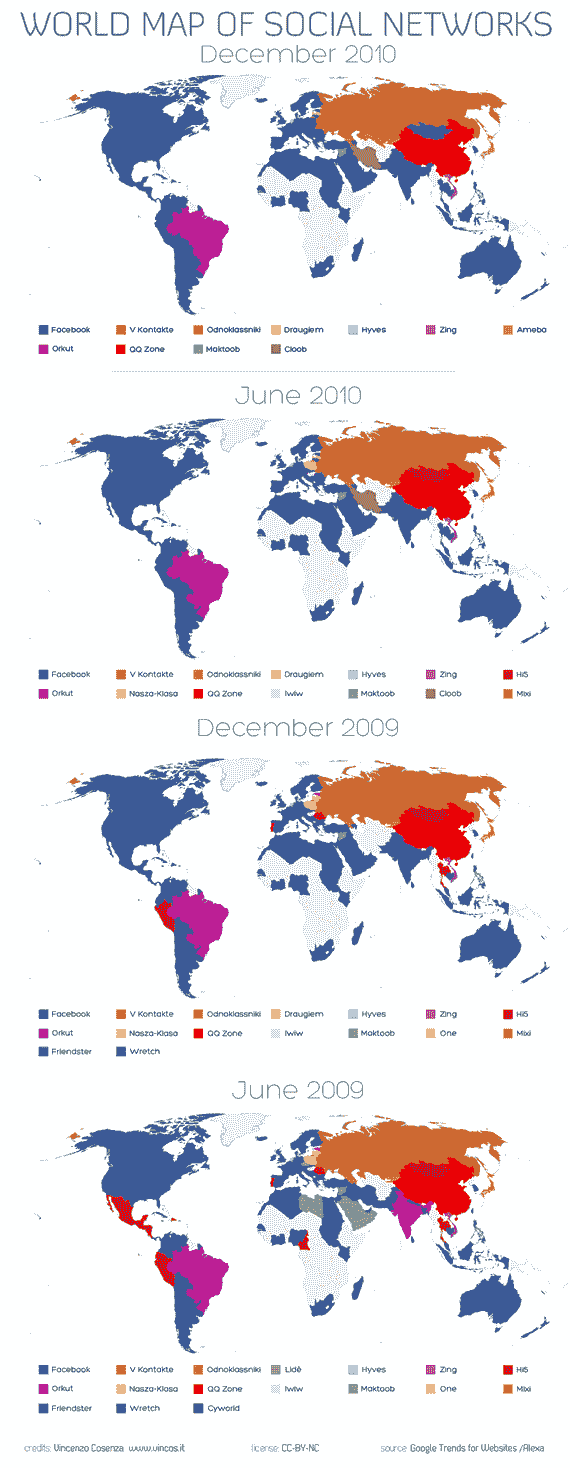 WORLD MAP OF SOCIAL NETWORKS
December 2010
Facebook V Kontakte Odnoklassniki Draugiem Hyves Zing Ameba
Orkut QQ Zone Maktoob Cloob
June 2010
Facebook V Kontakte Odnoklassniki Draugiem Hyves Zing Hi5
Orkut Nasza-Klasa QQ Zone Iwiw Maktoob Cloob Mixi
December 2009
Facebook V Kontakte Odnoklassniki Draugiem Hyves Zing Hi5
Orkut Nasza-Klasa QQ Zone Iwiw Maktoob One Mixi
Friendster Wretch
June 2009
Facebook V Kontakte Odnoklassniki Lidé Hyves Zing Hi5
Orkut Nasza-Klasa QQ Zone Iwiw Maktoob One Mixi
Friendster Wretch Cyworld
credits: Vincenzo Cosenza www.vincos.it license: CC-BY-NC source: Google Trends for Websites /Alexa